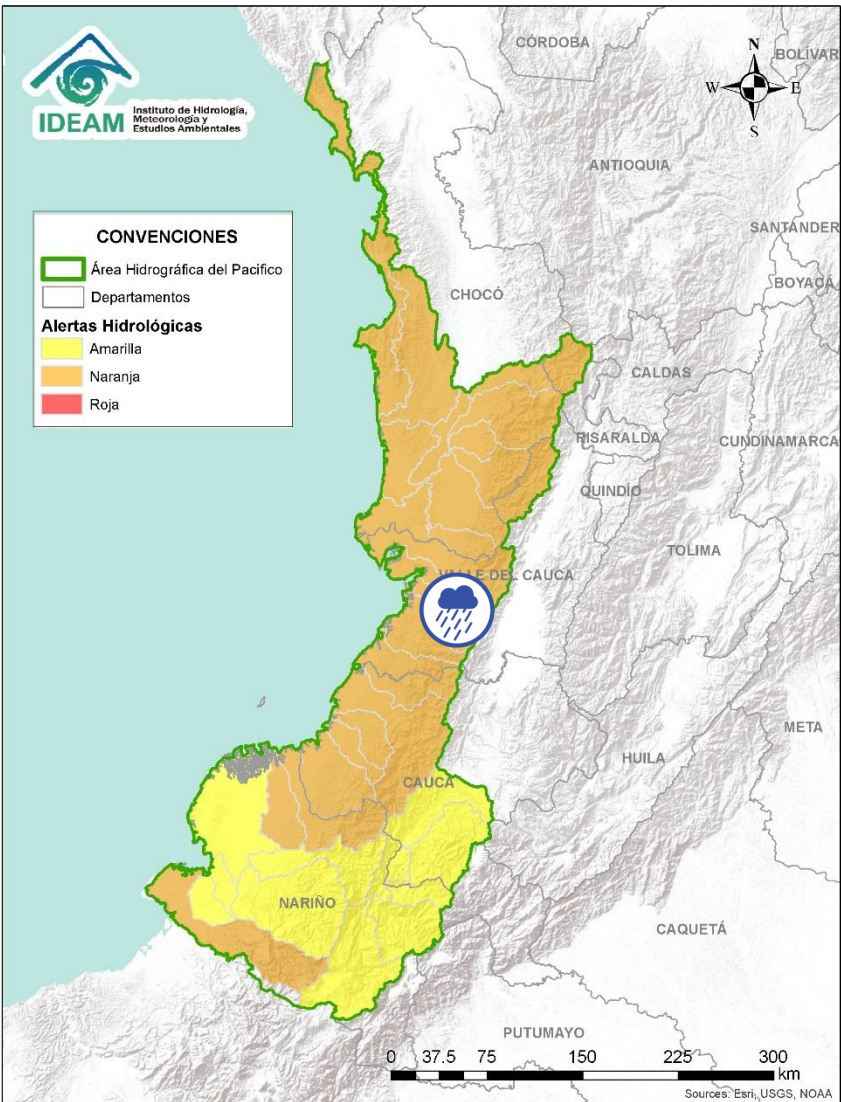 IDEAM
Instituto de Hidrología,
Meteorología y
Estudios Ambientales
N
W
E
S
CÓRDOBA
BOLIVAR
ANTIOQUIA
SANTANDER
BOYACÁ
CHOCÓ
CONVENCIONES
Área Hidrográfica del Pacifico
Departamentos
Alertas Hidrológicas
Amarilla
Naranja
Roja
CALDAS
RISARALDA
CUNDINAMARCA
QUINDÍO
TOLIMA
VALLE DEL CAUCA
META
HUILA
CAUCA
NARIÑO
CAQUETÁ
PUTUMAYO
0 37.5 75 150 225 300
km
Sources: Esri, USGS, NOAA